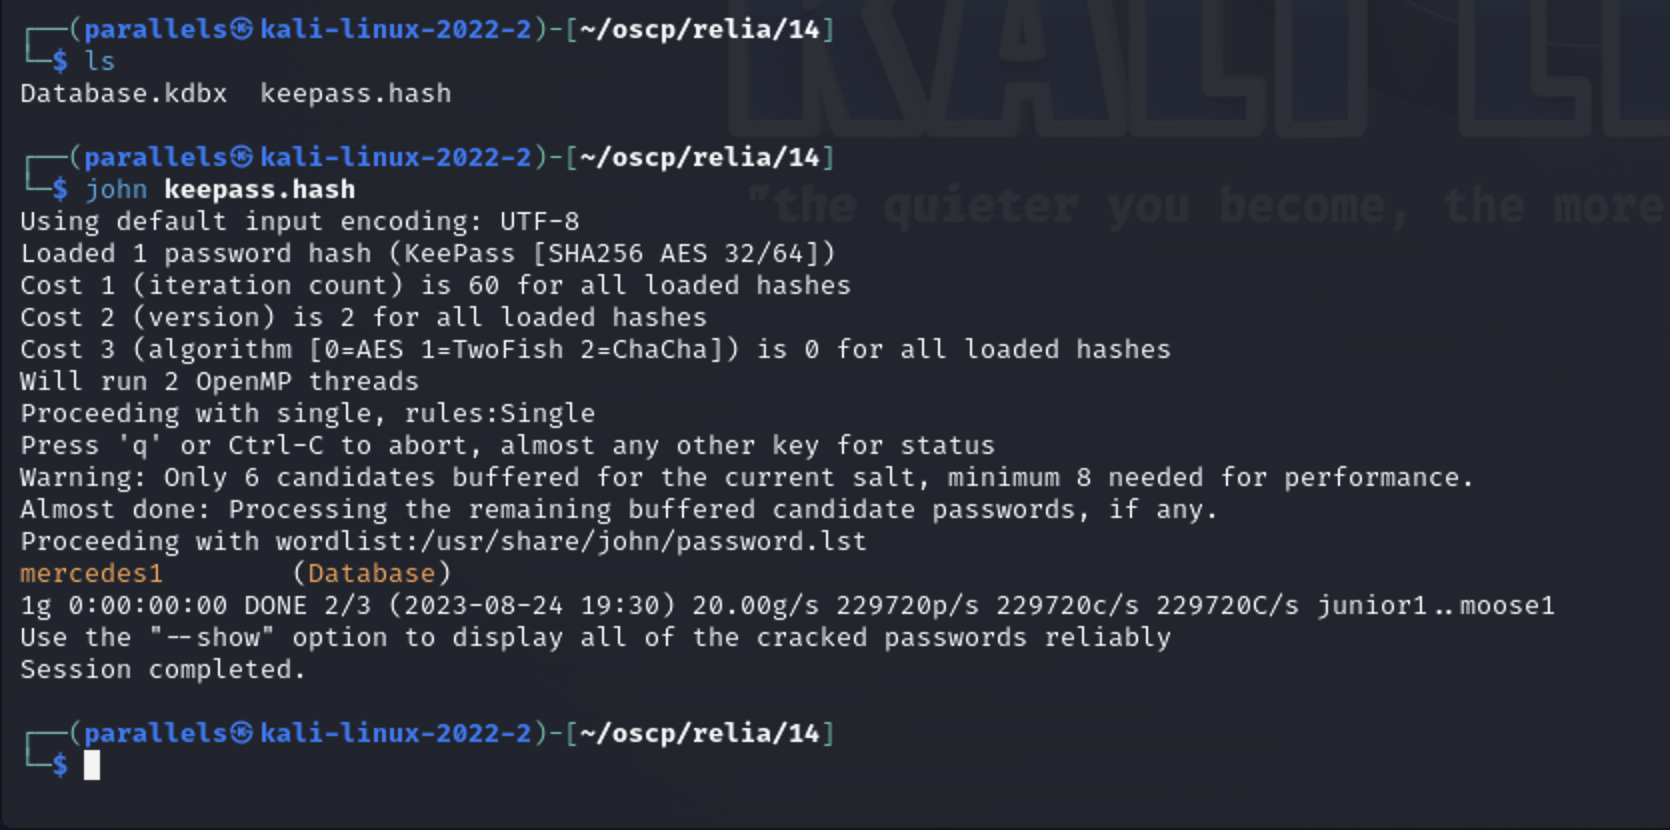 ┌──(parallels㉿kali-linux-2022-2)-[~/oscp/relia/14]
└─$ ls
Database.kdbx  keepass.hash
KALI LI
┌──(parallels㉿kali-linux-2022-2)-[~/oscp/relia/14]
└─$ john keepass.hash
"the quieter you become, the more
Using default input encoding: UTF-8
Loaded 1 password hash (KeePass [SHA256 AES 32/64])
Cost 1 (iteration count) is 60 for all loaded hashes
Cost 2 (version) is 2 for all loaded hashes
Cost 3 (algorithm [0=AES 1=TwoFish 2=ChaCha]) is 0 for all loaded hashes
Will run 2 OpenMP threads
Proceeding with single, rules:Single
Press 'q' or Ctrl-C to abort, almost any other key for status
Warning: Only 6 candidates buffered for the current salt, minimum 8 needed for performance.
Almost done: Processing the remaining buffered candidate passwords, if any.
Proceeding with wordlist:/usr/share/john/password.lst
mercedes1        (Database)
1g 0:00:00:00 DONE 2/3 (2023-08-24 19:30) 20.00g/s 229720p/s 229720c/s 229720C/s junior1..moose1
Use the "--show" option to display all of the cracked passwords reliably
Session completed.
┌──(parallels㉿kali-linux-2022-2)-[~/oscp/relia/14]
└─$